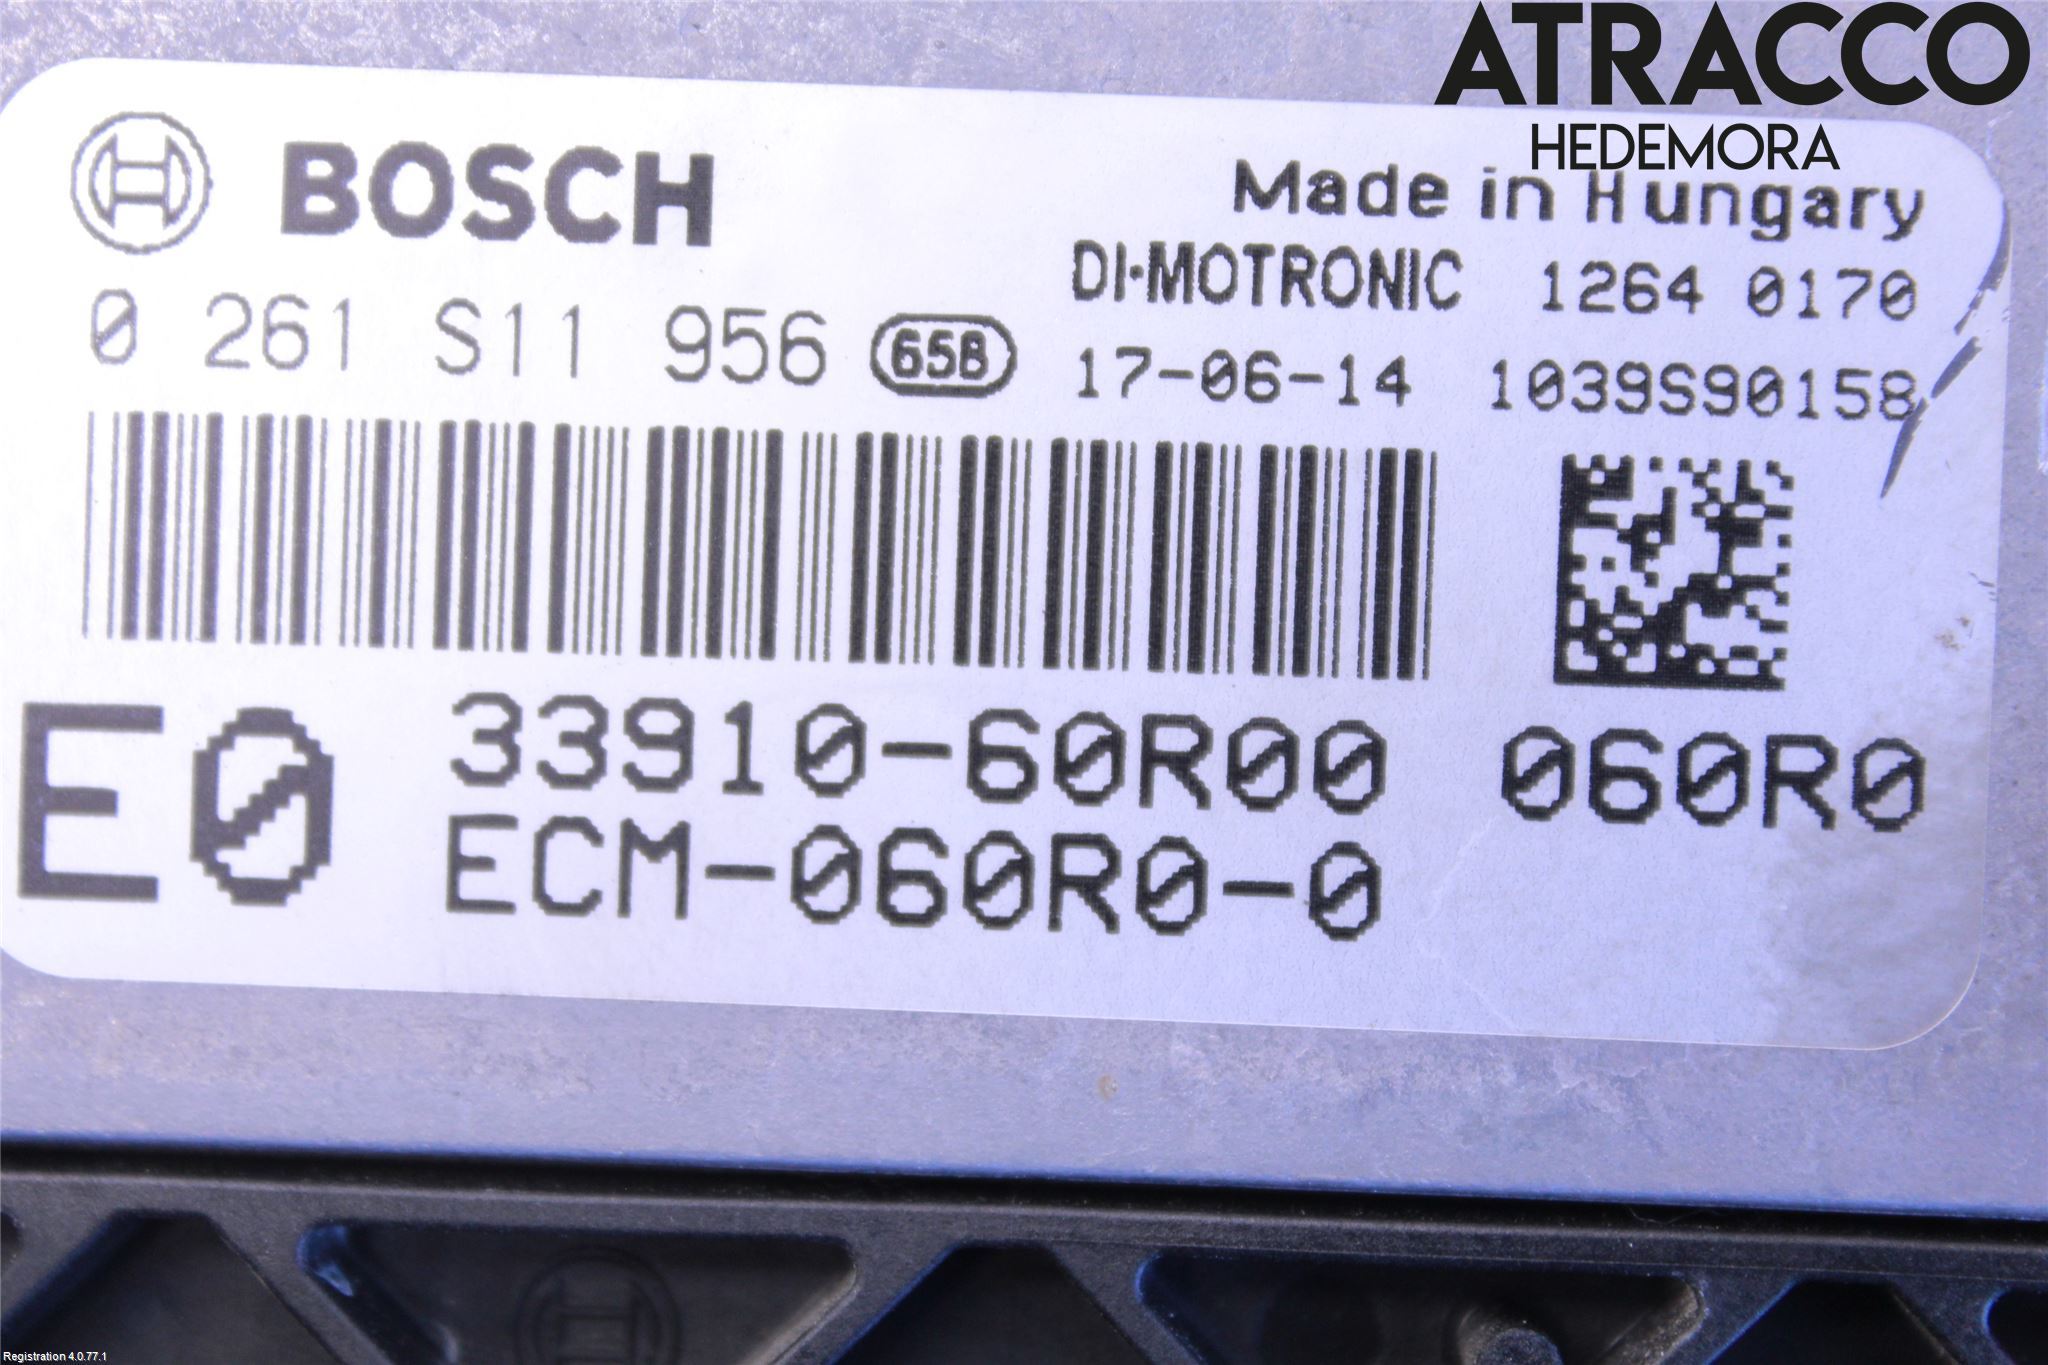 ATRACCO
HEDEMORA
BOSCH
Made in Hungary
DI·MOTRONIC 1264 0170
0 261 S11 956 65B 17-06-14 1039S90158
E0
33910-60R00 060R0
ECM-060R0-0
Registration 4.0.77.1